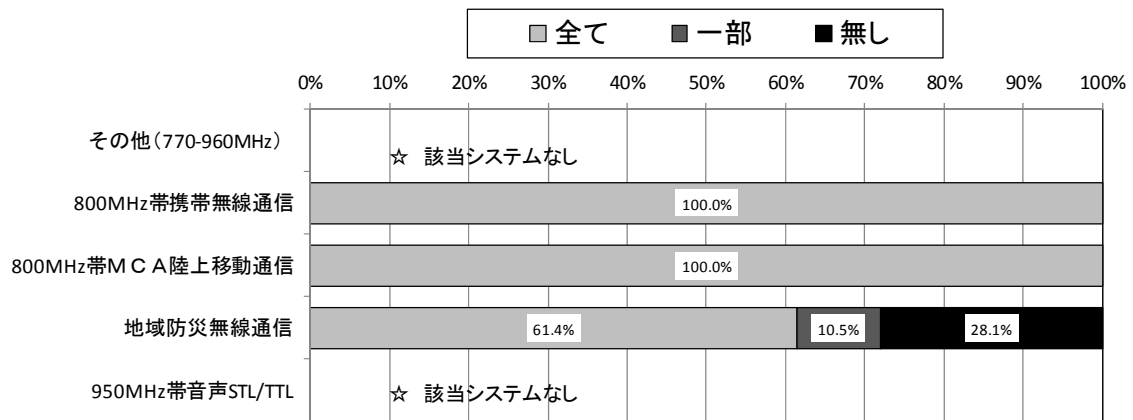 全て 一部 無し
0% 10% 20% 30% 40% 50% 60% 70% 80% 90% 100%
その他(770-960MHz)
☆ 該当システムなし
800MHz帯携帯無線通信
100.0%
800MHz帯MCA陸上移動通信
100.0%
地域防災無線通信
61.4% 10.5% 28.1%
950MHz帯音声STL/TTL
☆ 該当システムなし